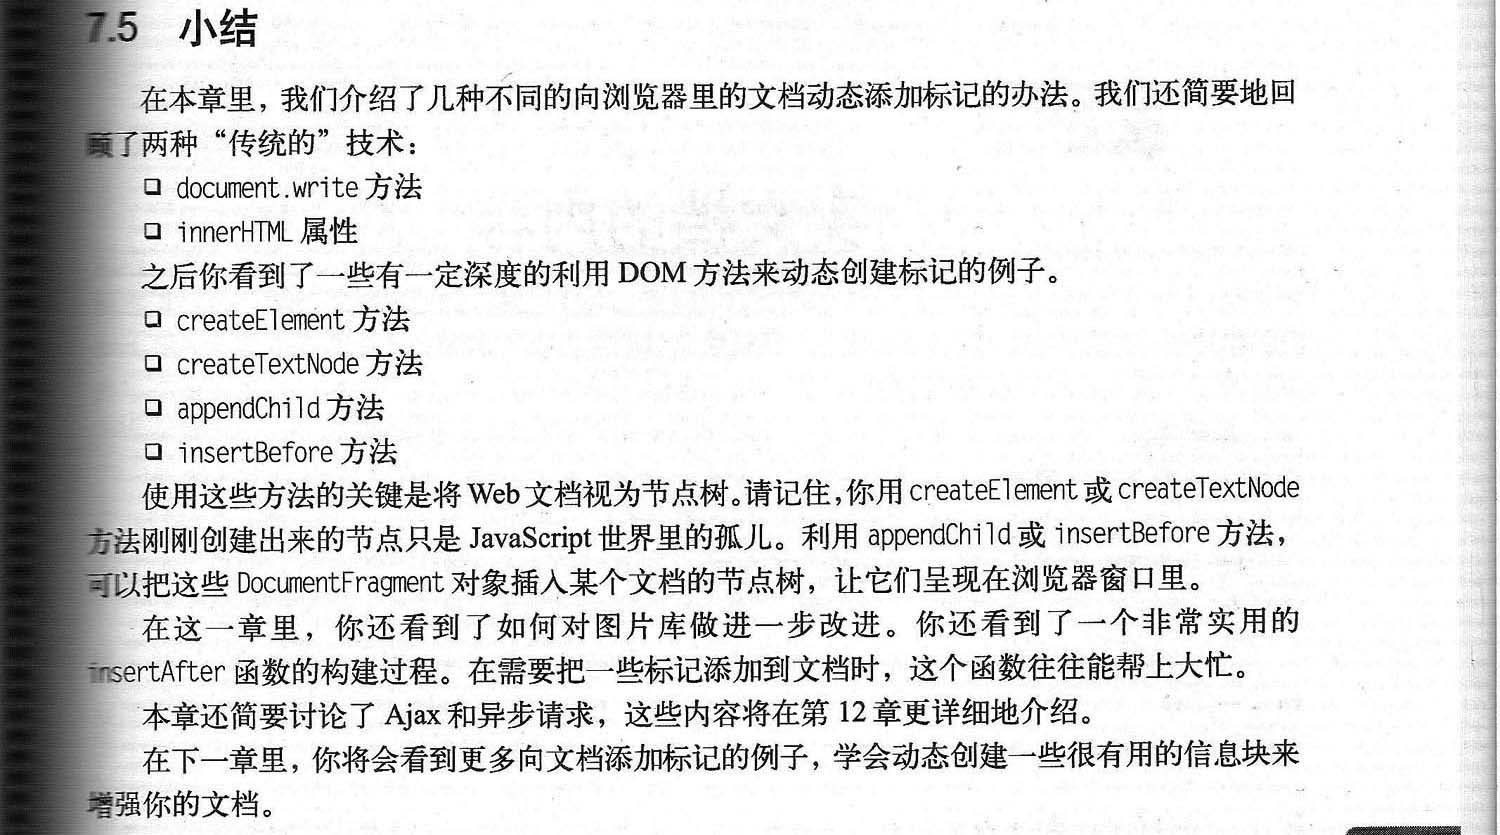 7.5 小结
在本章里，我们介绍了几种不同的向浏览器里的文档动态添加标记的办法。我们还简要地回
顾了两种“传统的”技术：
❑ document.write 方法
❑ innerHTML 属性
之后你看到了一些有一定深度的利用 DOM 方法来动态创建标记的例子。
❑ createElement 方法
❑ createTextNode 方法
❑ appendChild 方法
❑ insertBefore 方法
使用这些方法的关键是将 Web 文档视为节点树。请记住，你用 createElement 或 createTextNode
方法刚刚创建出来的节点只是 JavaScript 世界里的孤儿。利用 appendChild 或 insertBefore 方法，
可以把这些 DocumentFragment 对象插入某个文档的节点树，让它们呈现在浏览器窗口里。
在这一章里，你还看到了如何对图片库做进一步改进。你还看到了一个非常实用的
insertAfter 函数的构建过程。在需要把一些标记添加到文档时，这个函数往往能帮上大忙。
本章还简要讨论了 Ajax 和异步请求，这些内容将在第 12 章更详细地介绍。
在下一章里，你将会看到更多向文档添加标记的例子，学会动态创建一些很有用的信息块来
增强你的文档。